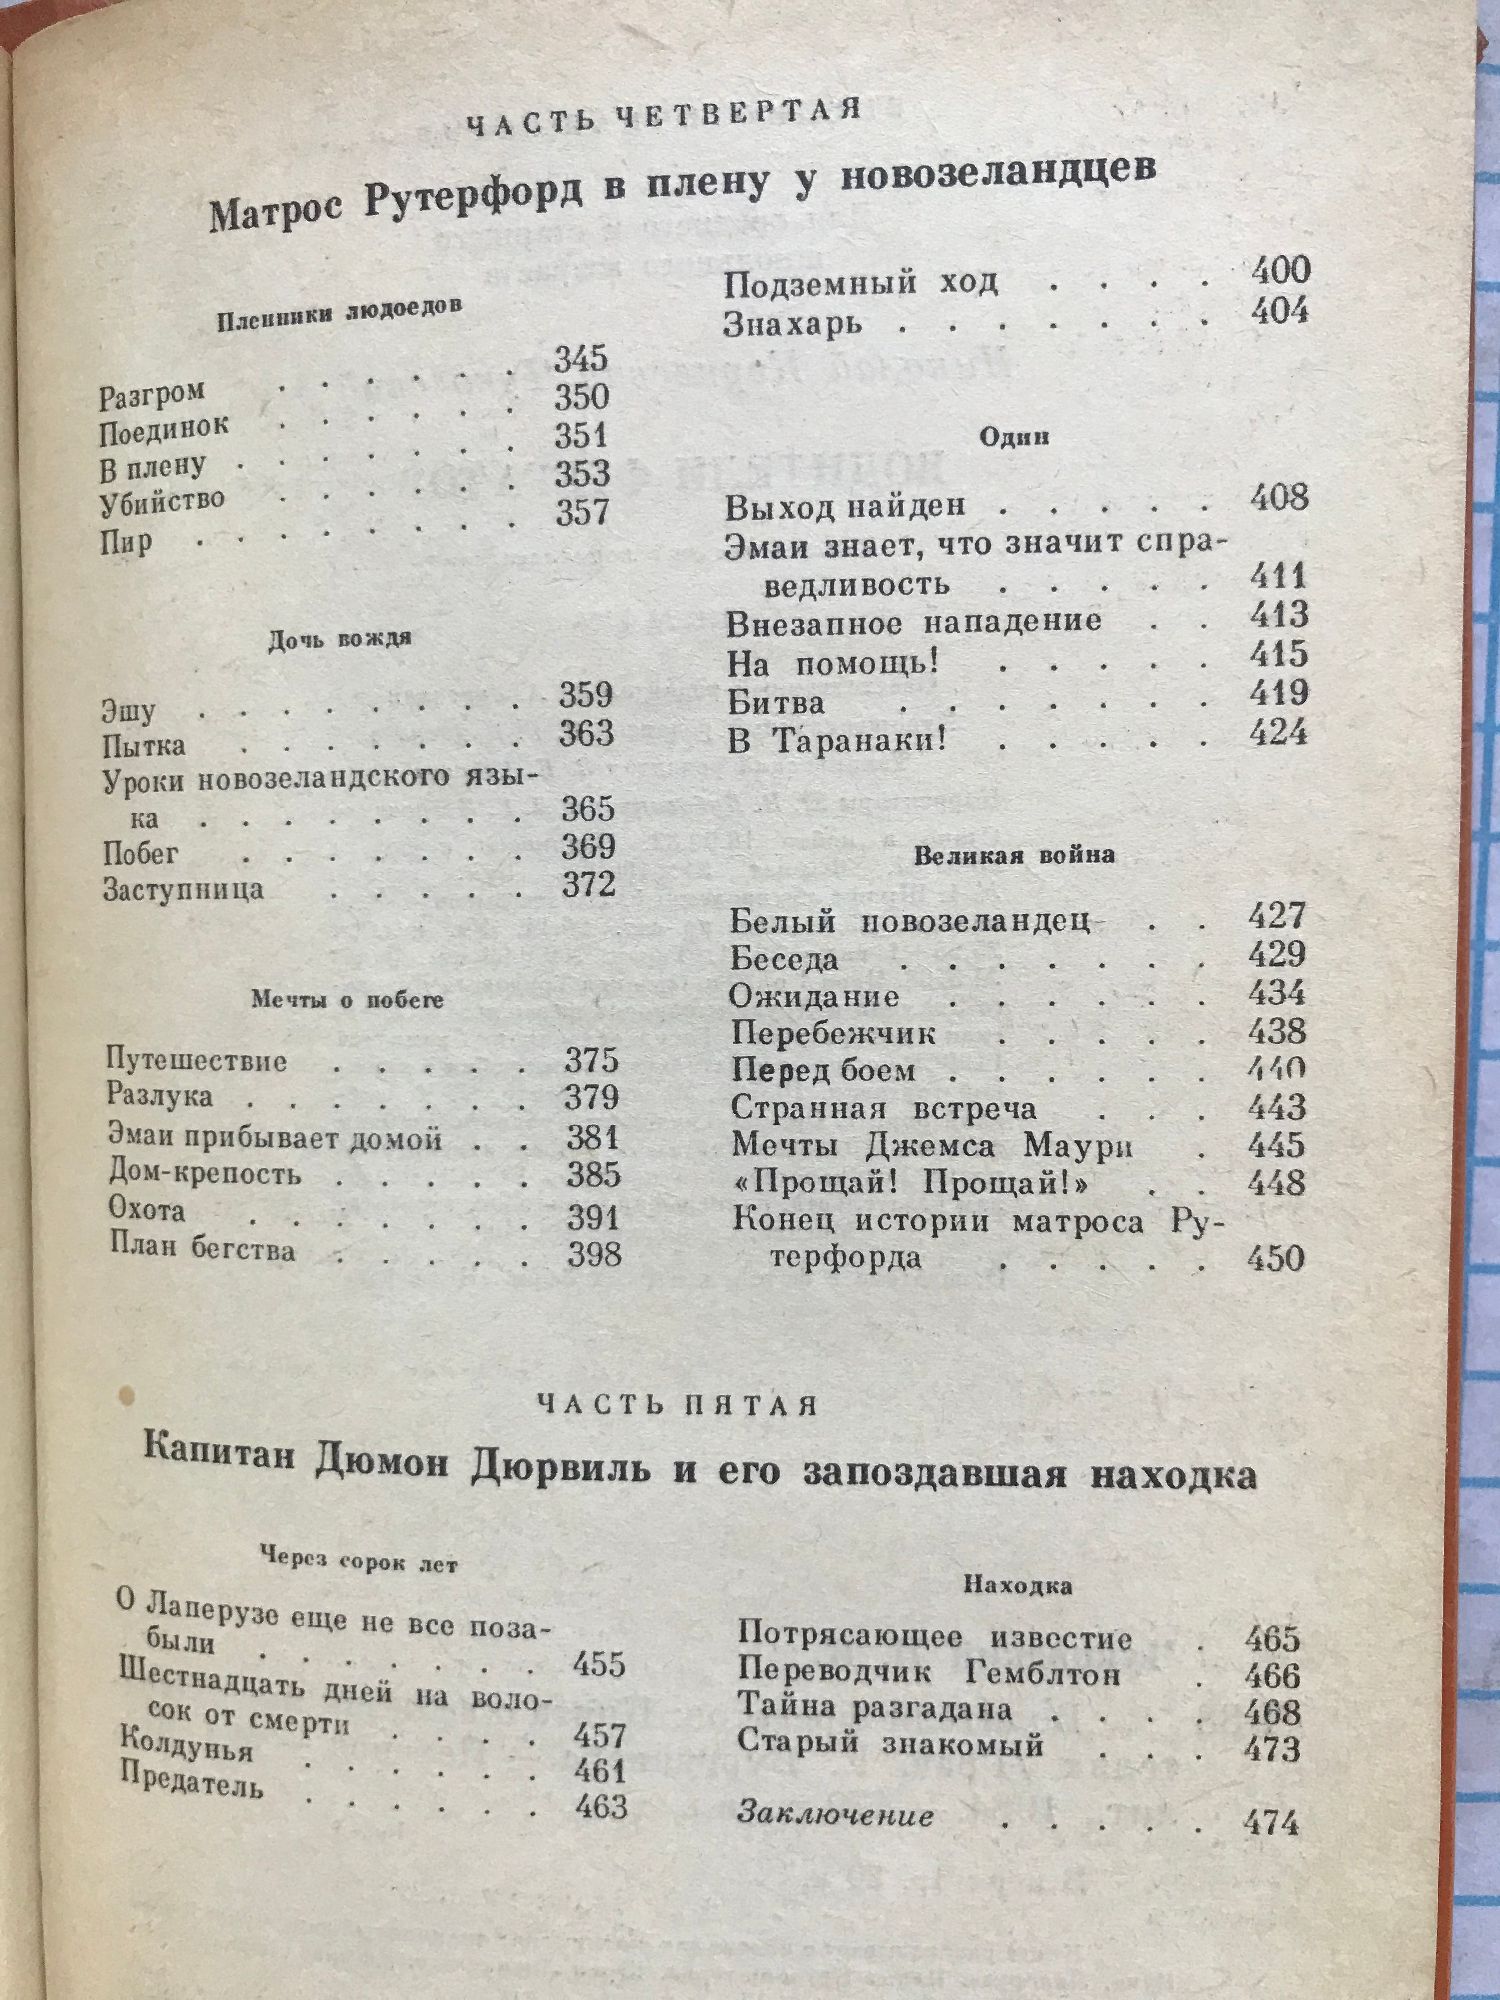 ЧАСТЬ ЧЕТВЕРТАЯ
Матрос Рутерфорд в плену у новозеландцев
Пленники людоедов
Разгром . . . . . . 345
Поединок . . . . . . 350
В плену . . . . . . . 351
Убийство . . . . . . 353
Пир . . . . . . . . 357
Дочь вождя
Эшу . . . . . . . . 359
Пытка . . . . . . . 363
Уроки новозеландского язы-
ка . . . . . . . . 365
Побег . . . . . . . 369
Заступница . . . . . 372
Мечты о побеге
Путешествие . . . . . 375
Разлука . . . . . . . 379
Эмаи прибывает домой . . 381
Дом-крепость . . . . . 385
Охота . . . . . . . 391
План бегства . . . . . 398
Подземный ход . . . . 400
Знахарь . . . . . . . 404
Один
Выход найден . . . . . 408
Эмаи знает, что значит спра-
ведливость . . . . . 411
Внезапное нападение . . 413
На помощь! . . . . . 415
Битва . . . . . . . 419
В Таранаки! . . . . . 424
Великая война
Белый новозеландец . . 427
Беседа . . . . . . . 429
Ожидание . . . . . . 434
Перебежчик . . . . . 438
Перед боем . . . . . . 440
Странная встреча . . . 443
Мечты Джемса Маури . 445
«Прощай! Прощай!» . . 448
Конец истории матроса Ру-
терфорда . . . . . 450
ЧАСТЬ ПЯТАЯ
Капитан Дюмон Дюрвиль и его запоздавшая находка
Через сорок лет
О Лаперузе еще не все поза-
были . . . . . . . 455
Шестнадцать дней на воло-
сок от смерти . . . . 457
Колдунья . . . . . . 461
Предатель . . . . . . 463
Находка
Потрясающее известие . 465
Переводчик Гемблтон . 466
Тайна разгадана . . . . 468
Старый знакомый . . . 473
Заключение . . . . . 474